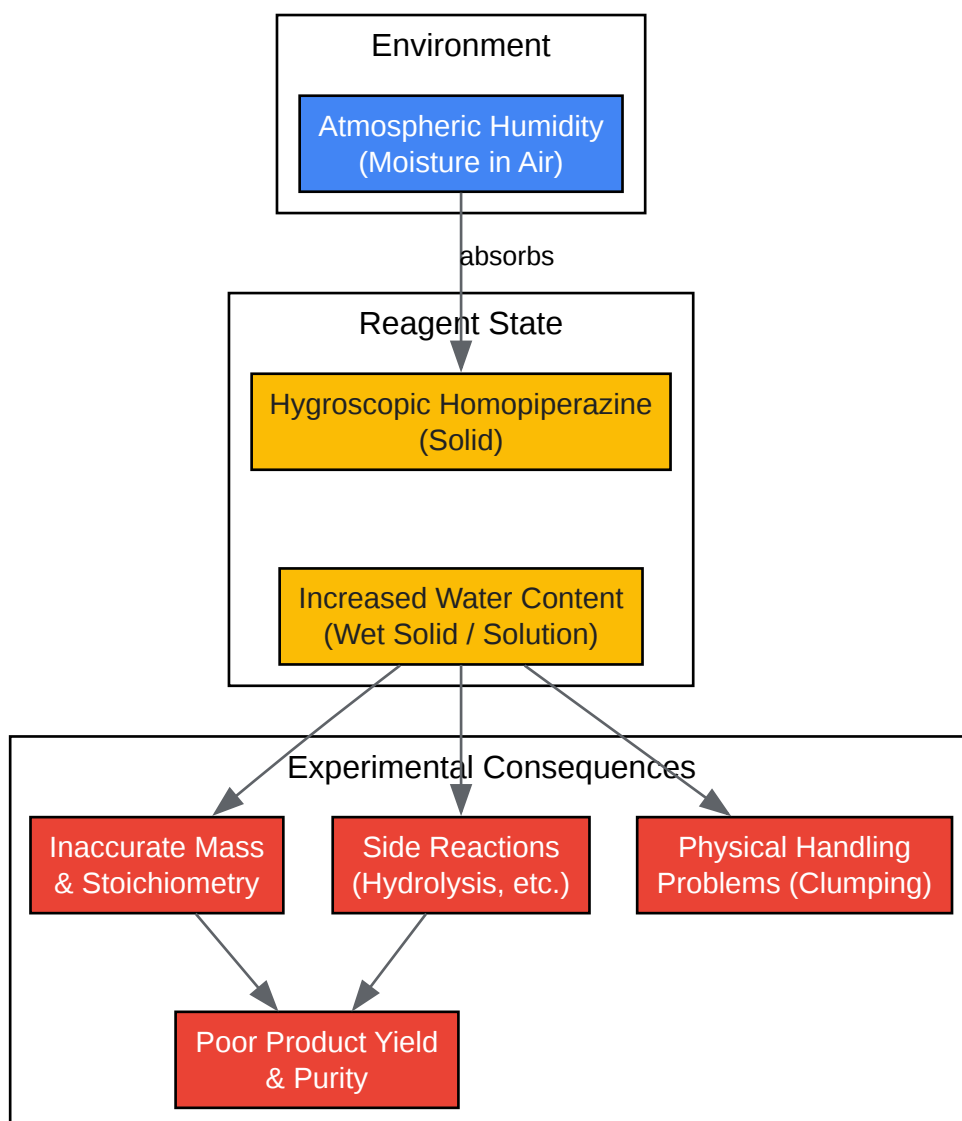 Environment
Atmospheric Humidity
(Moisture in Air)
absorbs
Reagent State
Hygroscopic Homopiperazine
(Solid)
Increased Water Content
(Wet Solid / Solution)
Experimental Consequences
Inaccurate Mass
& Stoichiometry
Side Reactions
(Hydrolysis, etc.)
Physical Handling
Problems (Clumping)
Poor Product Yield
& Purity